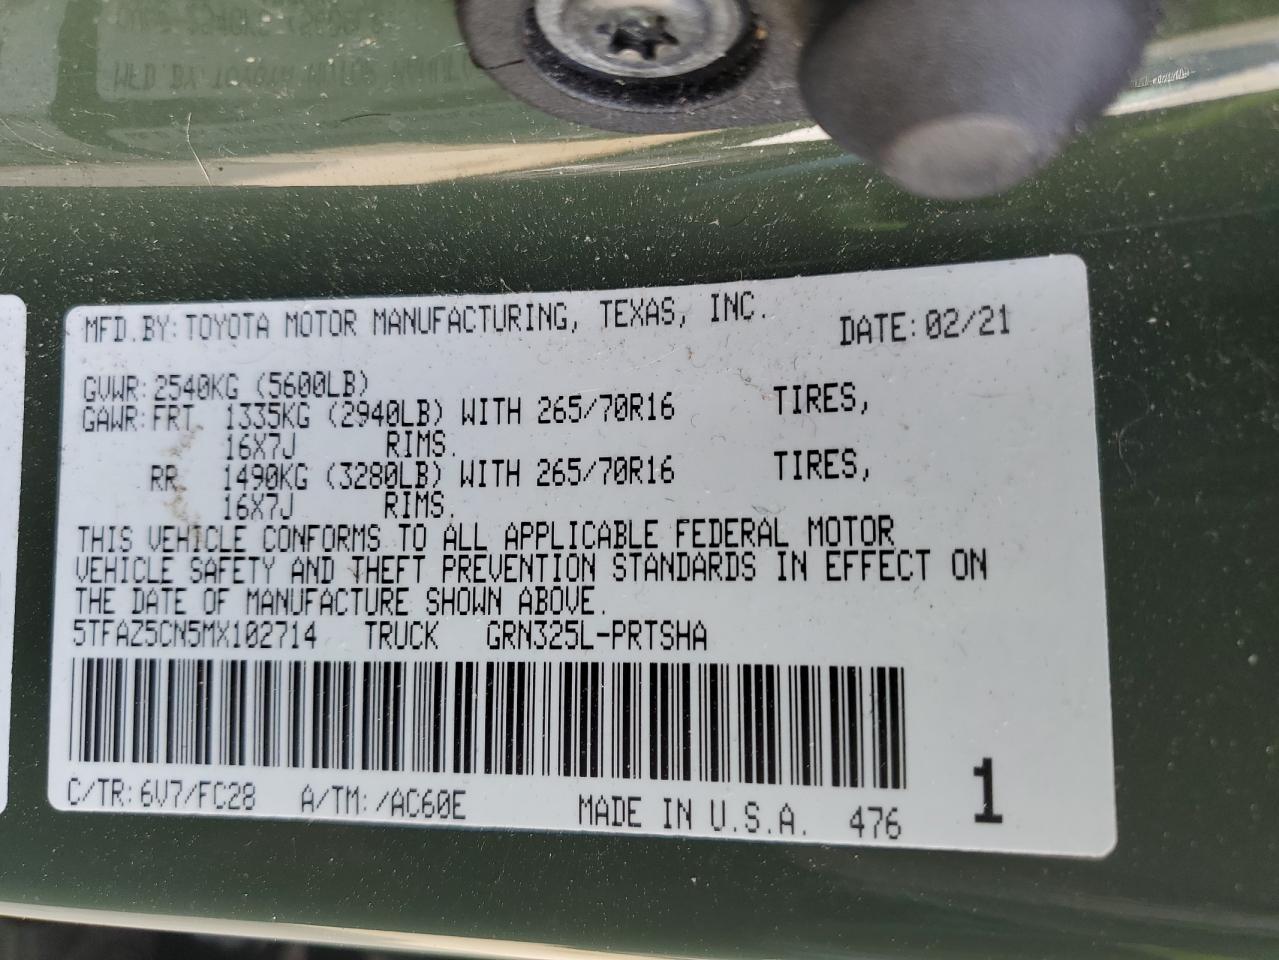 MFD.BY:TOYOTA MOTOR MANUFACTURING, TEXAS, INC. DATE:02/21
GVWR:2540KG (5600LB)
GAWR:FRT 1335KG (2940LB) WITH 265/70R16 TIRES,
16X7J RIMS.
RR 1490KG (3280LB) WITH 265/70R16 TIRES,
16X7J RIMS.
THIS VEHICLE CONFORMS TO ALL APPLICABLE FEDERAL MOTOR
VEHICLE SAFETY AND THEFT PREVENTION STANDARDS IN EFFECT ON
THE DATE OF MANUFACTURE SHOWN ABOVE.
5TFAZ5CN5MX102714 TRUCK GRN325L-PRTSHA
C/TR:6V7/FC28 A/TM:/AC60E MADE IN U.S.A. 476 1